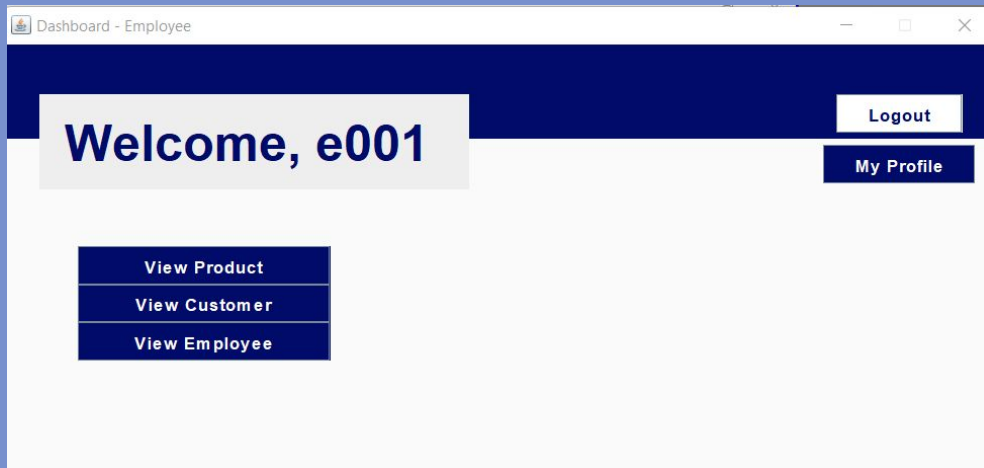 Dashboard - Employee
Logout
Welcome, e001
My Profile
View Product
View Customer
View Employee